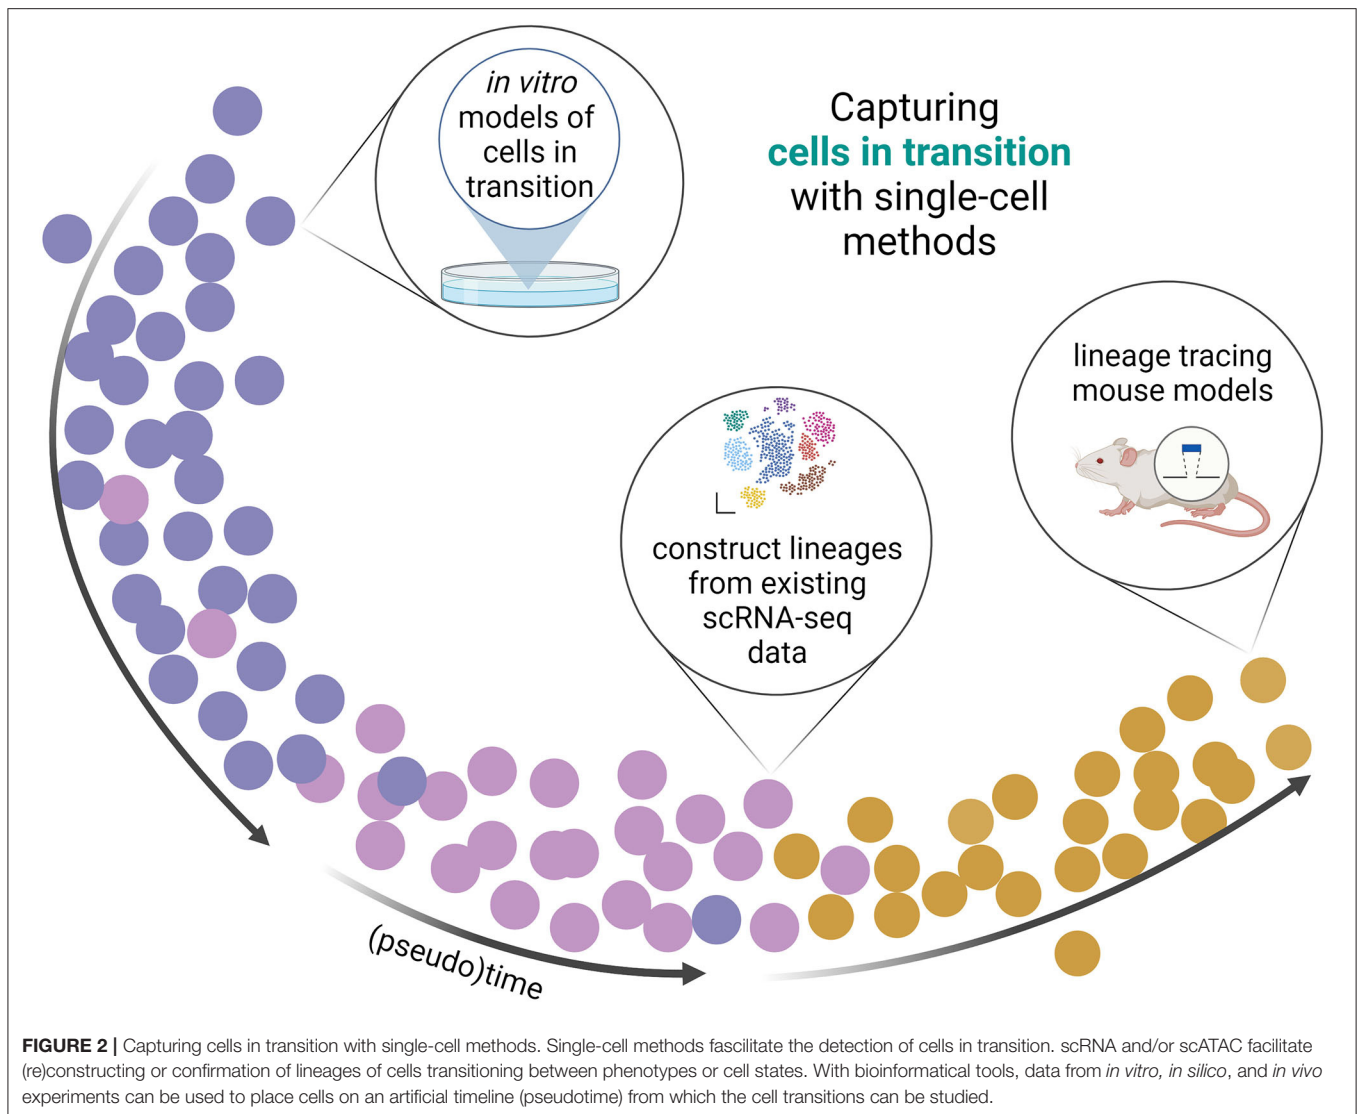 in vitro
models of
cells in
transition
Capturing
cells in transition
with single-cell
methods
lineage tracing
mouse models
construct lineages
from existing
scRNA-seq
data
(pseudo)time
FIGURE 2 | Capturing cells in transition with single-cell methods. Single-cell methods fascilitate the detection of cells in transition. scRNA and/or scATAC facilitate
(re)constructing or confirmation of lineages of cells transitioning between phenotypes or cell states. With bioinformatical tools, data from in vitro, in silico, and in vivo
experiments can be used to place cells on an artificial timeline (pseudotime) from which the cell transitions can be studied.